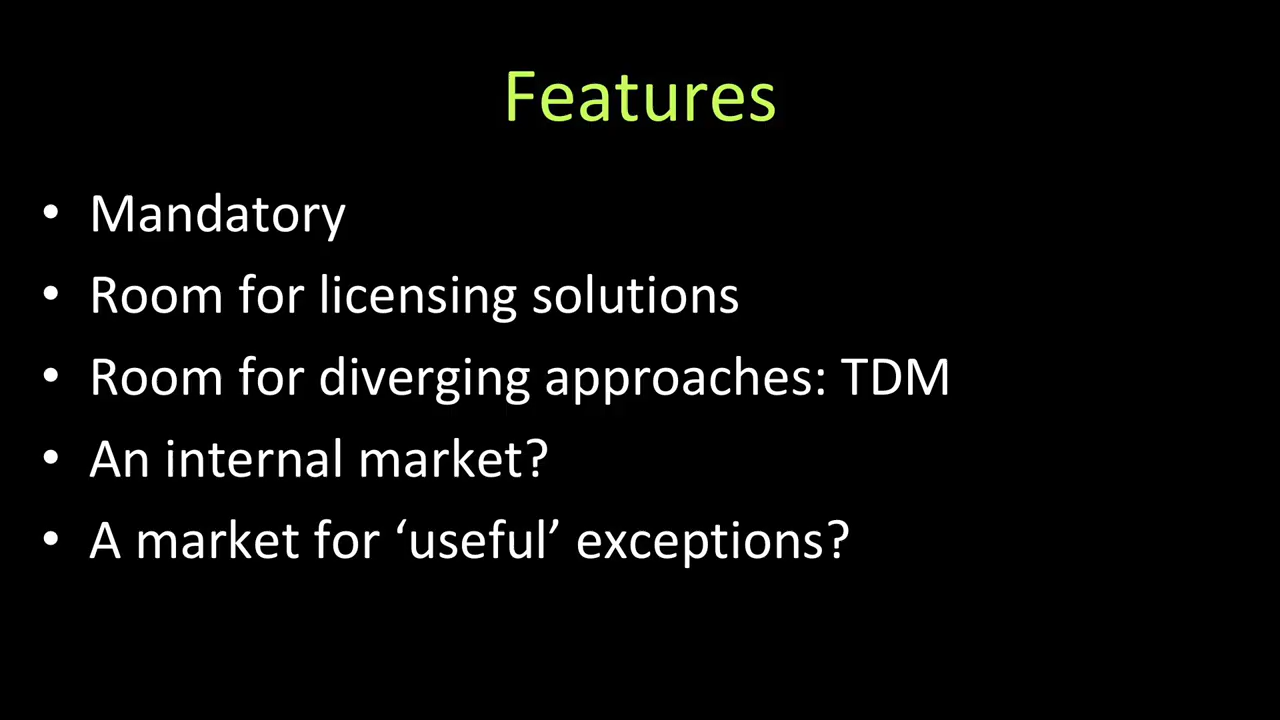 Features
• Mandatory
• Room for licensing solutions
• Room for diverging approaches: TDM
• An internal market?
• A market for ‘useful’ exceptions?